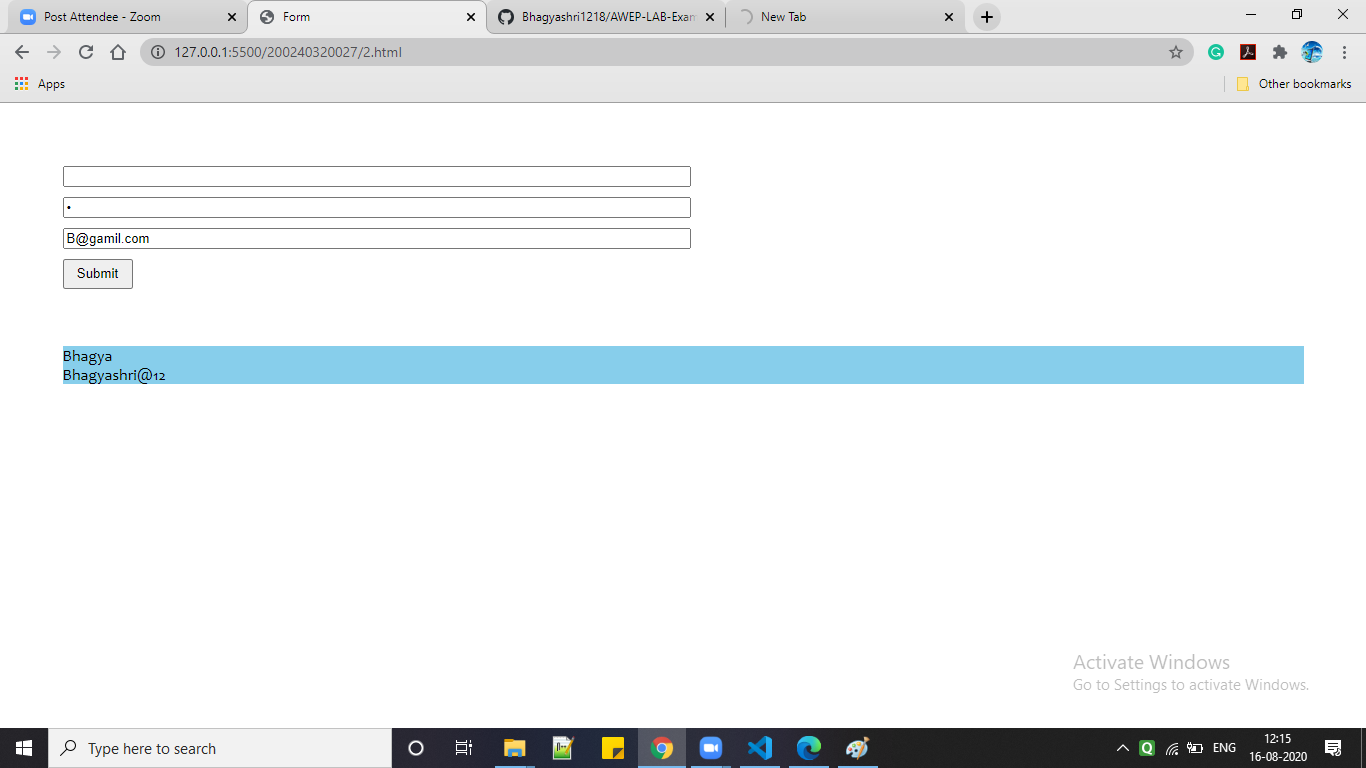 Post Attendee - Zoom
Form
Bhagyashri1218/AWEP-LAB-Exam
New Tab
127.0.0.1:5500/200240320027/2.html
Apps
Other bookmarks
•
B@gamil.com
Submit
Bhagya
Bhagyashri@12
Activate Windows
Go to Settings to activate Windows.
Type here to search
ENG
12:15
16-08-2020